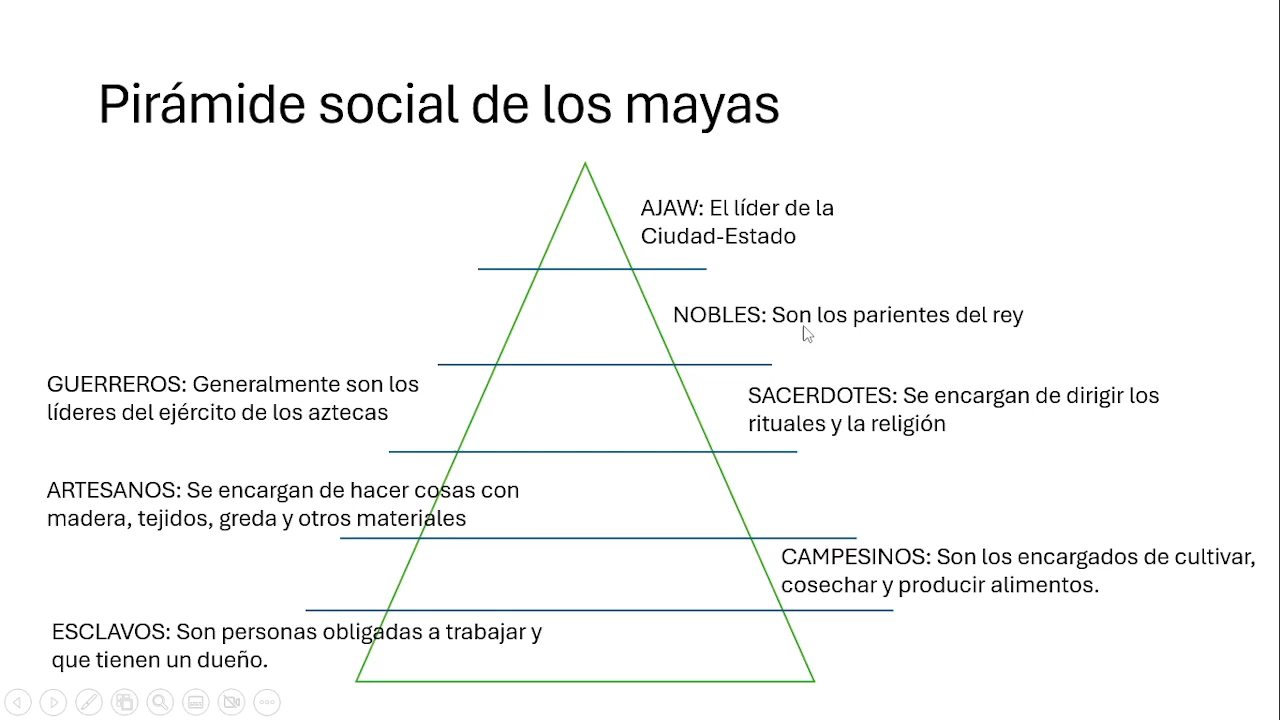 Pirámide social de los mayas
AJAW: El líder de la
Ciudad-Estado
NOBLES: Son los parientes del rey
GUERREROS: Generalmente son los
líderes del ejército de los aztecas
SACERDOTES: Se encargan de dirigir los
rituales y la religión
ARTESANOS: Se encargan de hacer cosas con
madera, tejidos, greda y otros materiales
CAMPESINOS: Son los encargados de cultivar,
cosechar y producir alimentos.
ESCLAVOS: Son personas obligadas a trabajar y
que tienen un dueño.